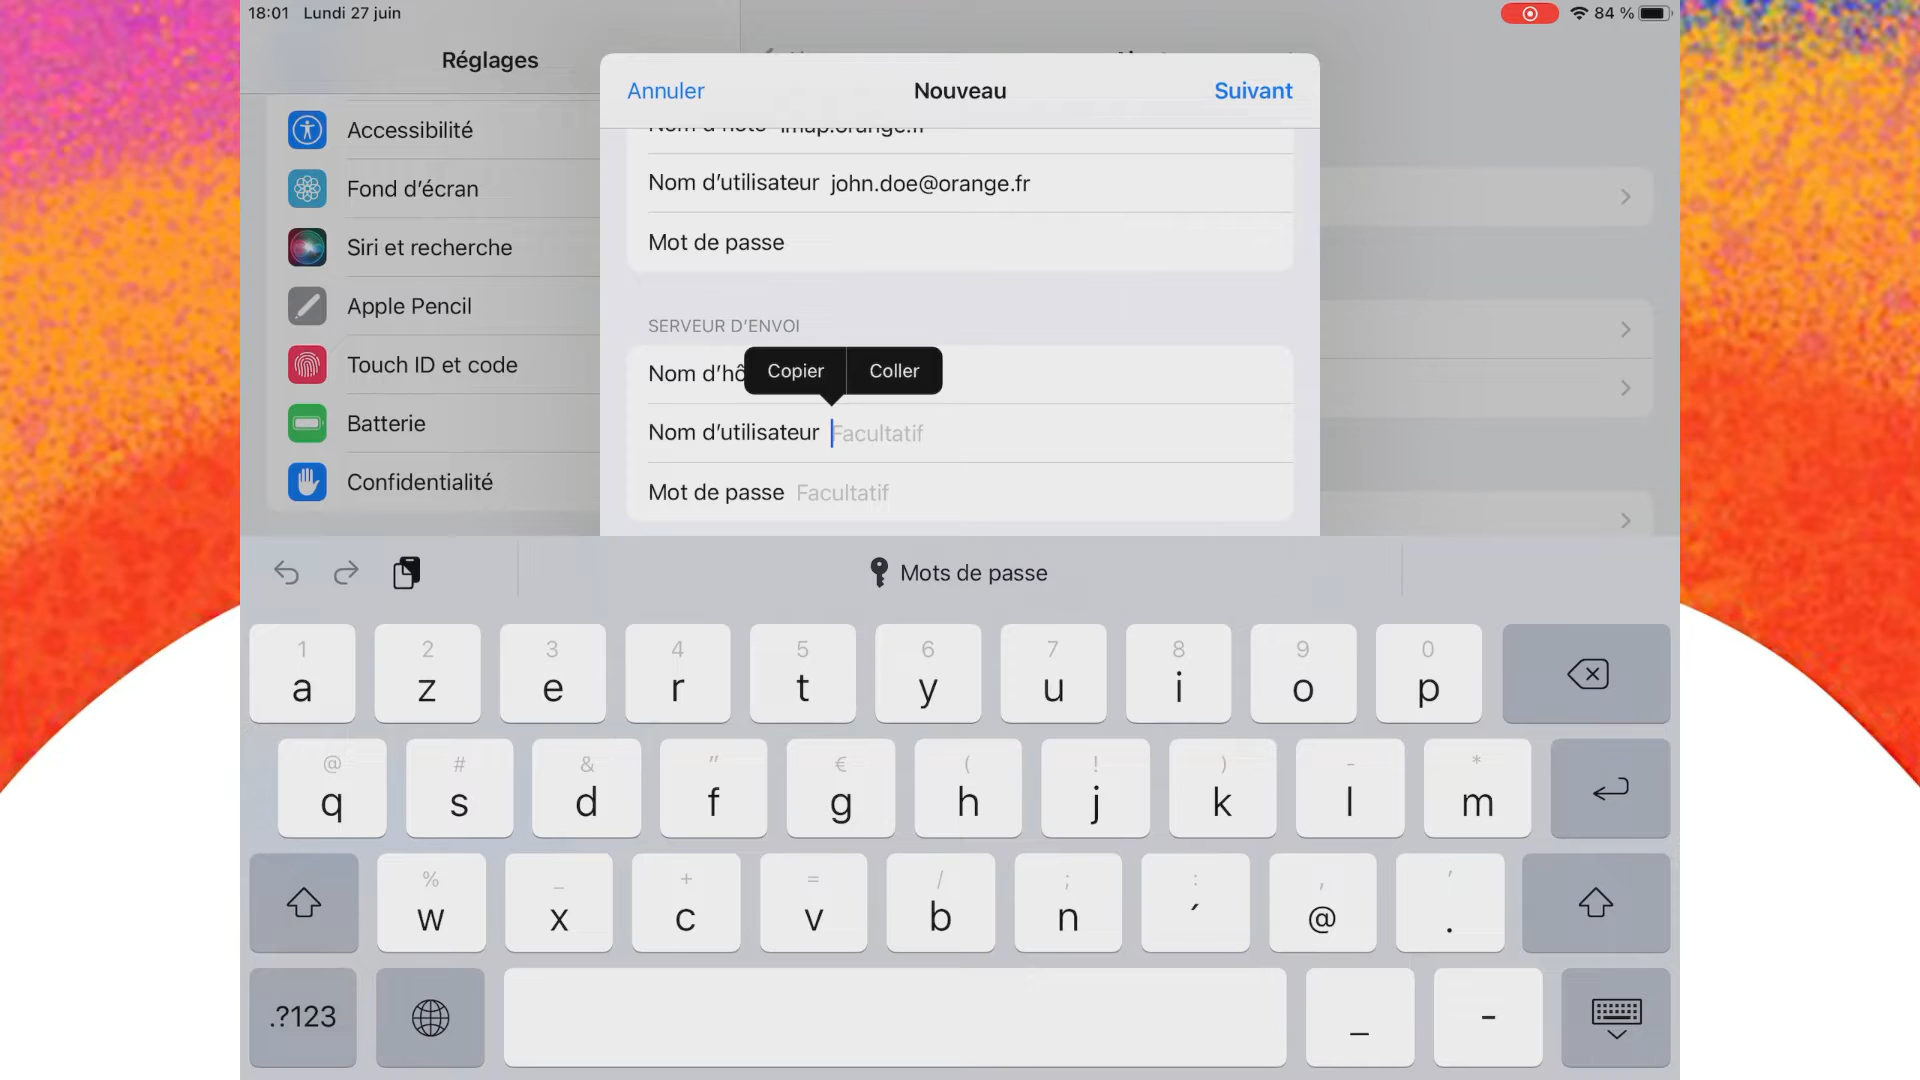 18:01 Lundi 27 juin
84 %
Réglages
Annuler Nouveau Suivant
imap.orange.fr
Nom d’utilisateur john.doe@orange.fr
Mot de passe
SERVEUR D’ENVOI
Nom d’hô
Copier Coller
Nom d’utilisateur Facultatif
Mot de passe Facultatif
Accessibilité
Fond d’écran
Siri et recherche
Apple Pencil
Touch ID et code
Batterie
Confidentialité
Mots de passe
1 2 3 4 5 6 7 8 9 0
a z e r t y u i o p
@ # & " € ( ! ) - *
q s d f g h j k l m
% _ + = / ; : , '
w x c v b n ´ @ .
.?123 _ -